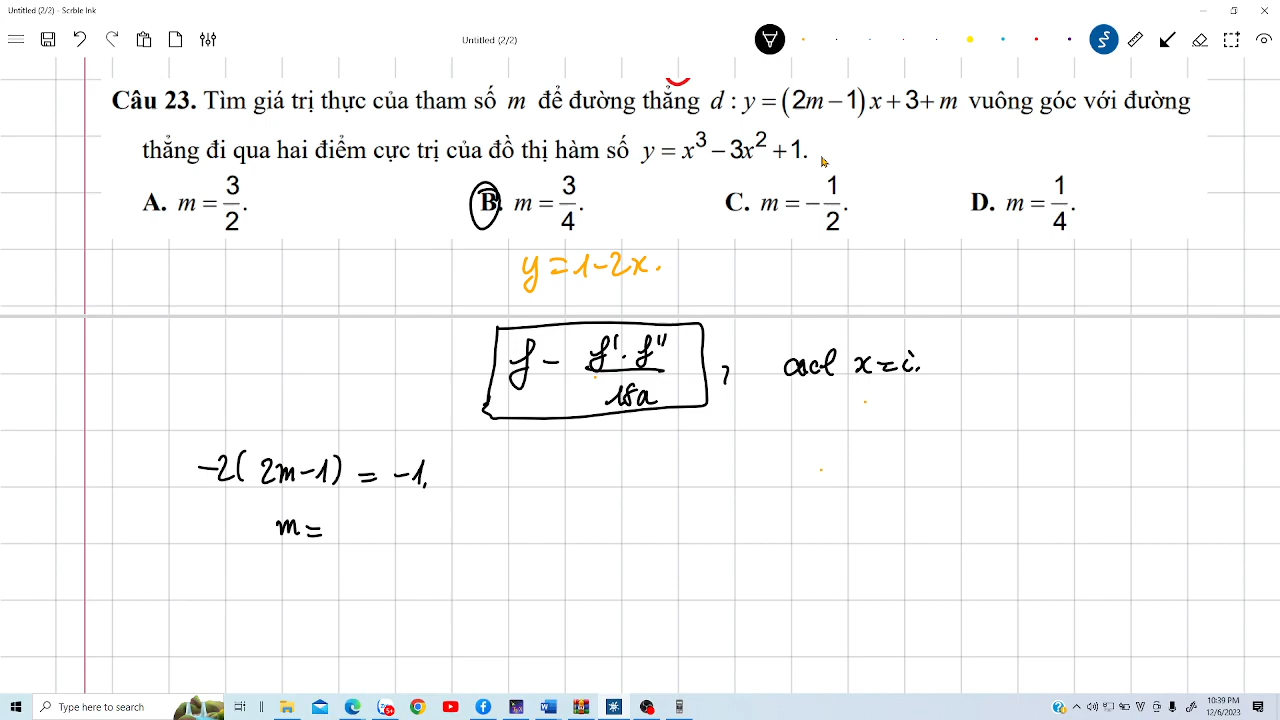 Untitled (2/2) - Scrble Ink
Untitled (2/2)
Câu 23. Tìm giá trị thực của tham số m để đường thẳng d : y = (2m − 1)x + 3 + m vuông góc với đường
thẳng đi qua hai điểm cực trị của đồ thị hàm số y = x³ − 3x² + 1.
A. m = 3/2. B. m = 3/4. C. m = −1/2. D. m = 1/4.
y = 1 − 2x.
f − f'.f''/18a , x = i.
−2(2m − 1) = −1.
m =
Type here to search
10:39 PM
12/6/2023